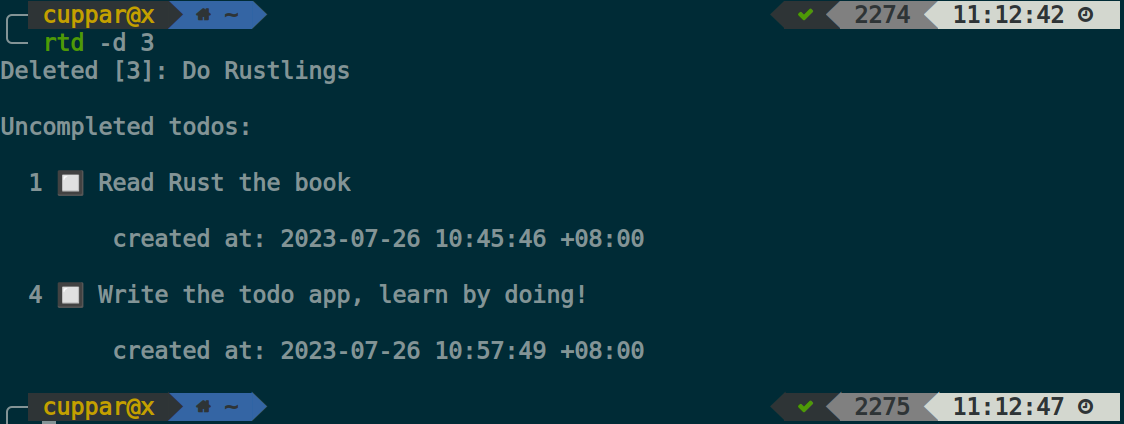 cuppar@x ~ ✔ 2274 11:12:42
rtd -d 3
Deleted [3]: Do Rustlings
Uncompleted todos:
1 Read Rust the book
created at: 2023-07-26 10:45:46 +08:00
4 Write the todo app, learn by doing!
created at: 2023-07-26 10:57:49 +08:00
cuppar@x ~ ✔ 2275 11:12:47